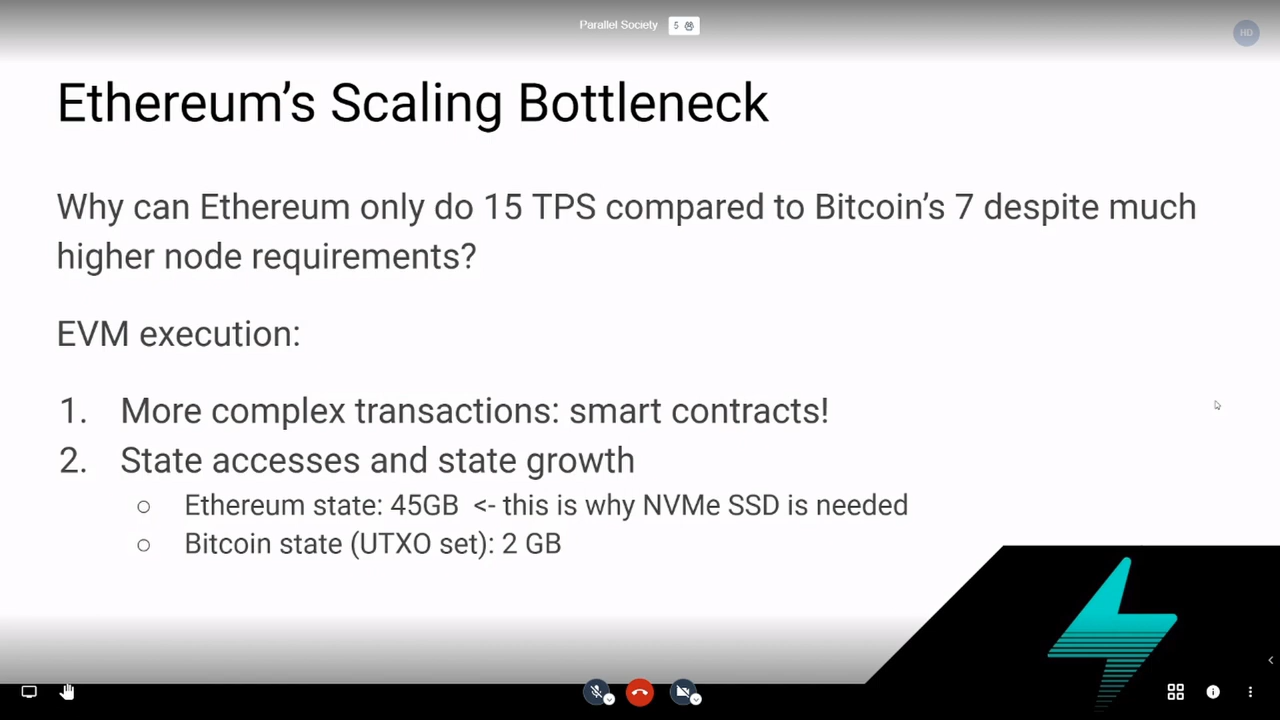 Parallel Society 5
HD
Ethereum’s Scaling Bottleneck
Why can Ethereum only do 15 TPS compared to Bitcoin’s 7 despite much
higher node requirements?
EVM execution:
1. More complex transactions: smart contracts!
2. State accesses and state growth
○ Ethereum state: 45GB <- this is why NVMe SSD is needed
○ Bitcoin state (UTXO set): 2 GB